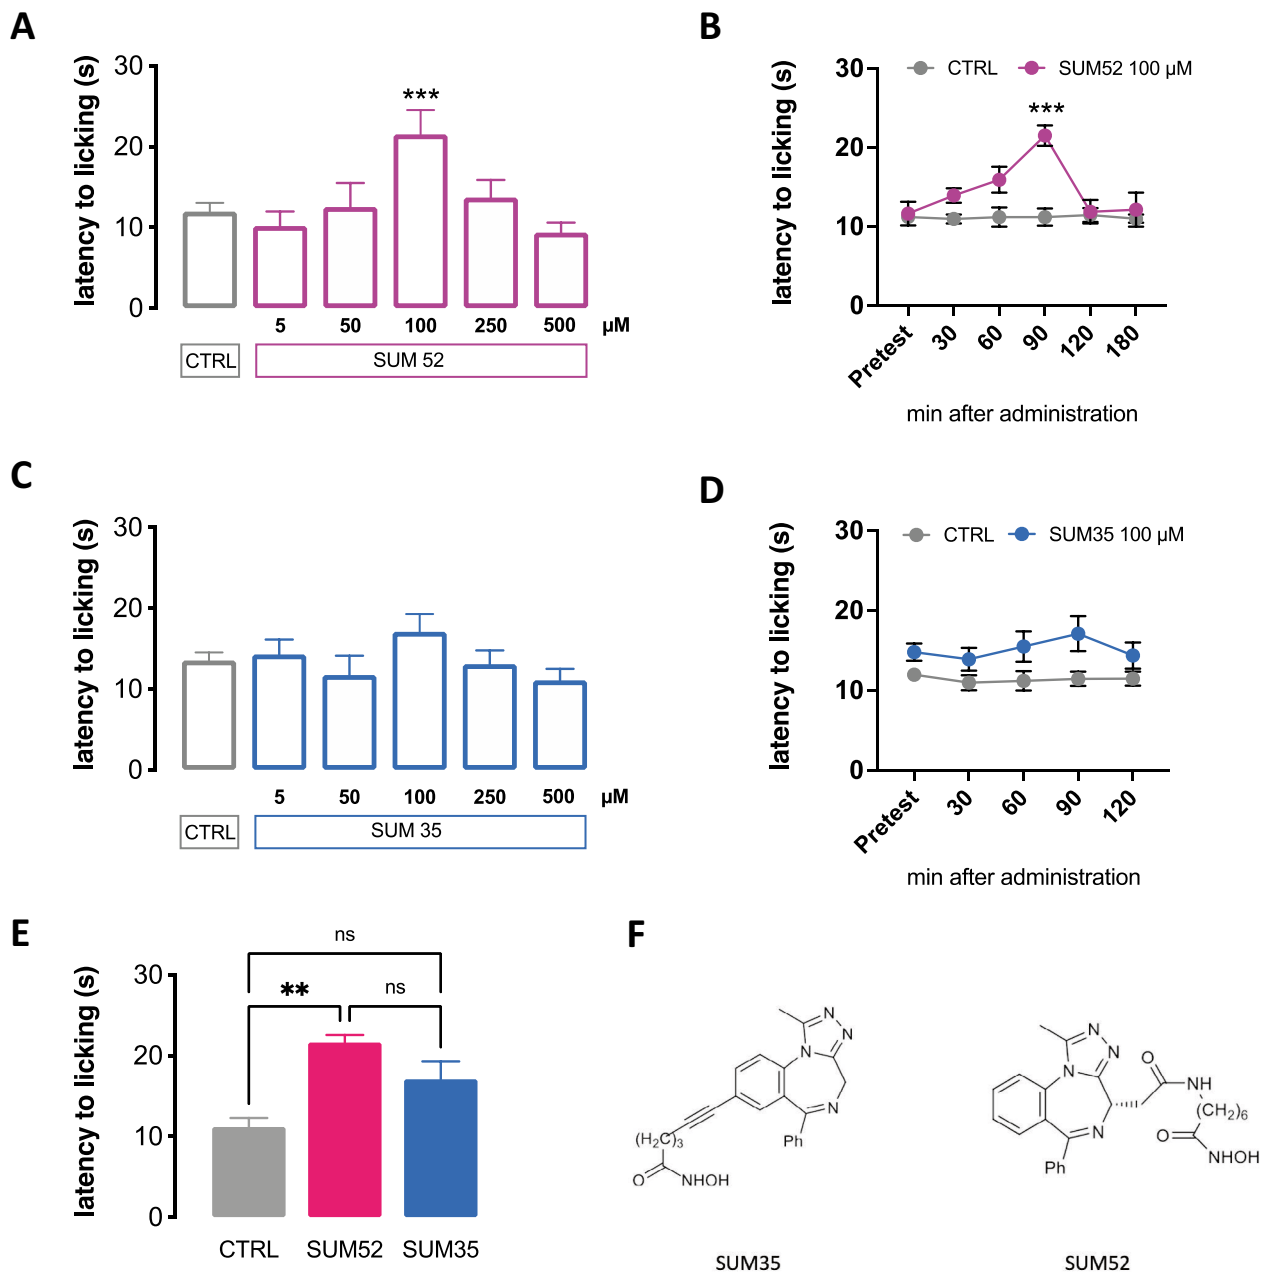 A
latency to licking (s)
30
20
10
0
***
5 50 100 250 500 µM
CTRL SUM 52
B
latency to licking (s)
30
20
10
0
CTRL SUM52 100 µM
***
Pretest 30 60 90 120 180
min after administration
C
latency to licking (s)
30
20
10
0
5 50 100 250 500 µM
CTRL SUM 35
D
latency to licking (s)
30
20
10
0
CTRL SUM35 100 µM
Pretest 30 60 90 120
min after administration
E
latency to licking (s)
30
20
10
0
ns
** ns
CTRL SUM52 SUM35
F
N
N
N
N
Ph
(H2C)3
O
NHOH
SUM35
N
N
N
N
Ph
O
NH
(CH2)6
O
NHOH
SUM52